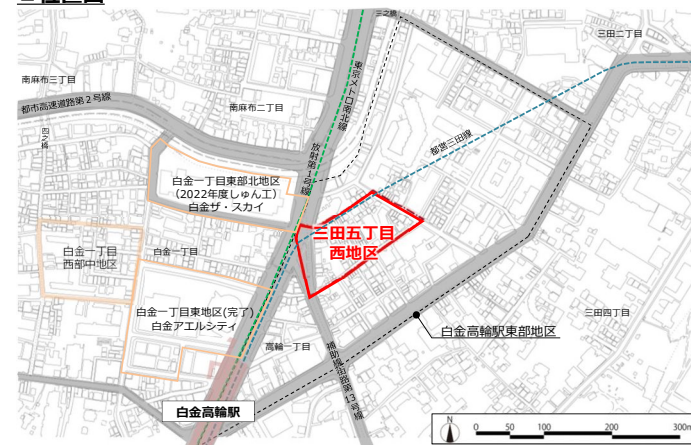 三田二丁目
南麻布三丁目
都市高速道路第2号線
南麻布二丁目
東京メトロ南北線
放射第1号線
都営三田線
四之橋
白金一丁目東部北地区
(2022年度しゅん工)
白金ザ・スカイ
三田五丁目
西地区
白金一丁目
西部中地区
白金一丁目
白金一丁目東地区(完了)
白金アエルシティ
高輪一丁目
補助線街路第13号線
白金高輪駅東部地区
三田四丁目
白金高輪駅
N
0 50 100 200 300m